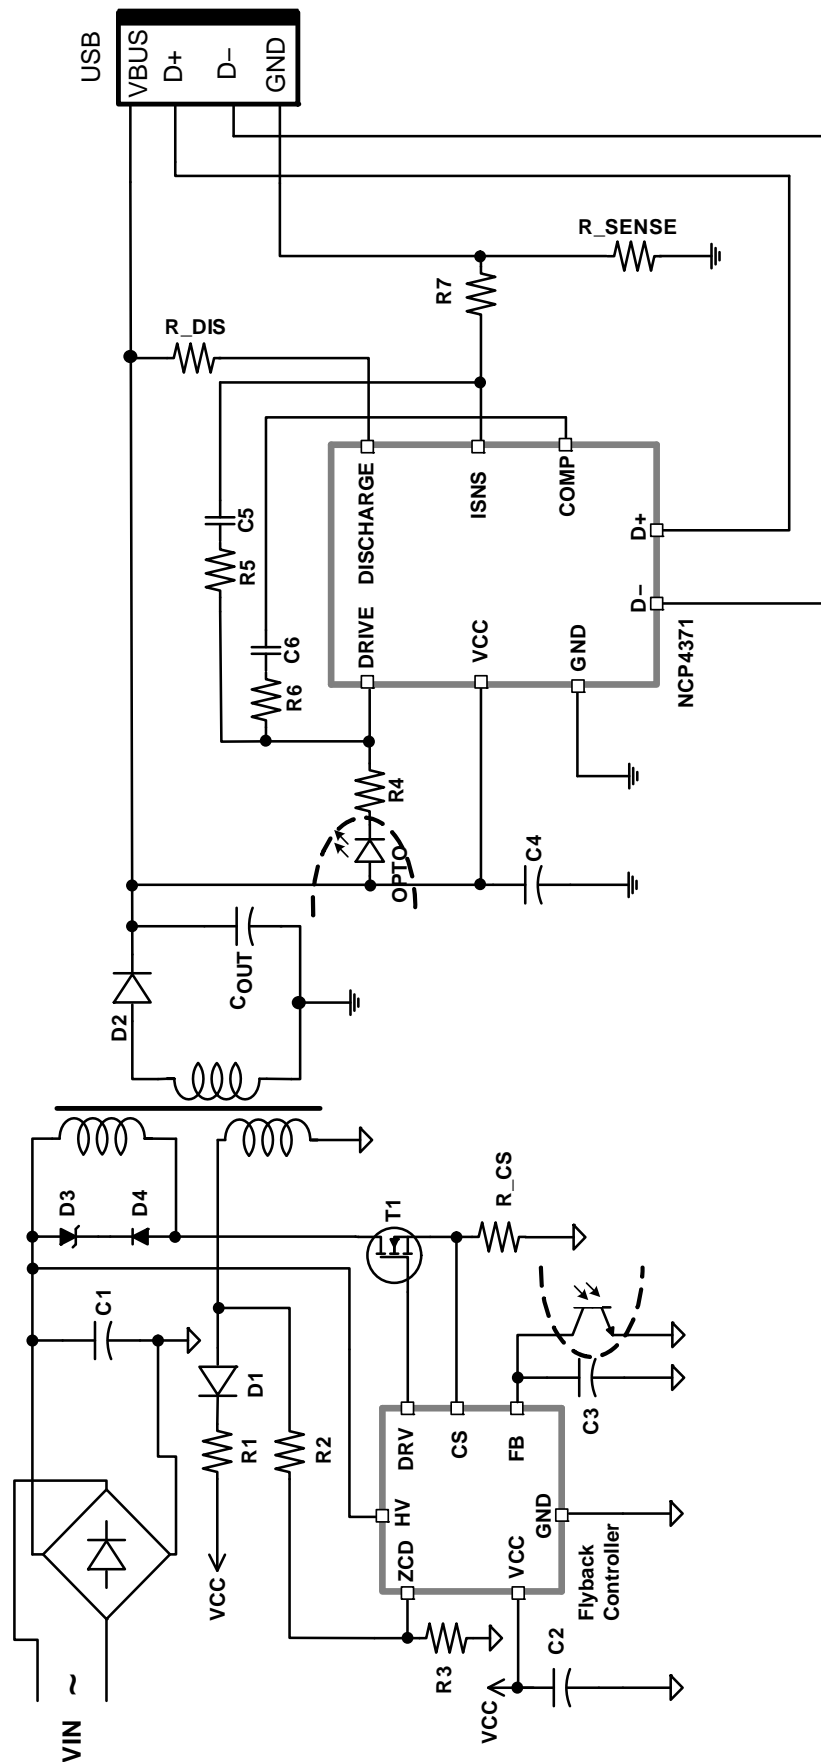 VIN ~
C1
D3
D4
D1
R1
VCC
R2
R3
VCC
C2
ZCD
HV
DRV
CS
FB
VCC
GND
Flyback
Controller
T1
R_CS
C3
D2
COUT
OPTO
R4
C4
R5
C5
R6
C6
R_DIS
R7
R_SENSE
DRIVE
DISCHARGE
VCC
ISNS
GND
COMP
D−
D+
NCP4371
USB
VBUS
D+
D−
GND